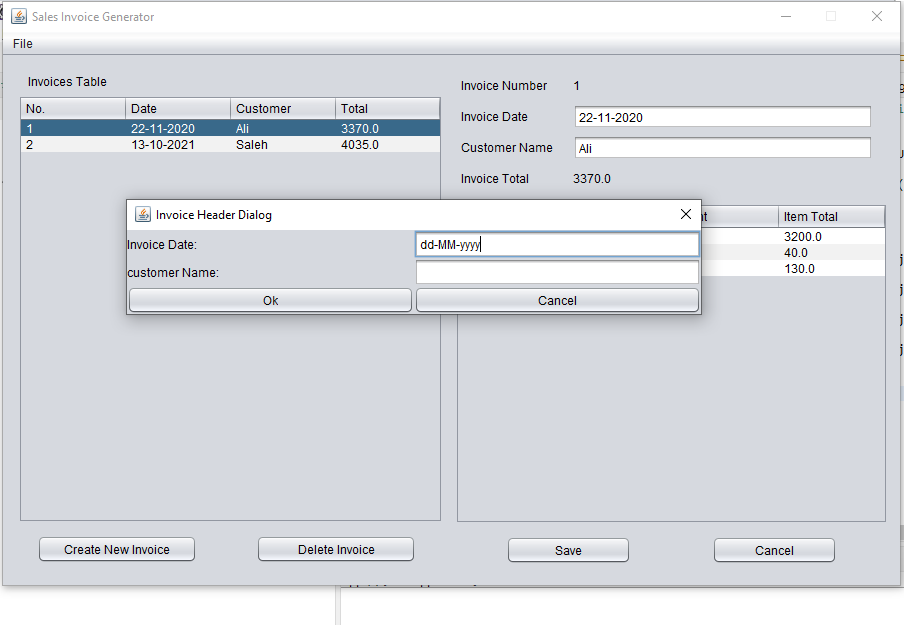 Sales Invoice Generator
File
Invoices Table
No. Date Customer Total
1 22-11-2020 Ali 3370.0
2 13-10-2021 Saleh 4035.0
Invoice Number 1
Invoice Date 22-11-2020
Customer Name Ali
Invoice Total 3370.0
Item Total
3200.0
40.0
130.0
Invoice Header Dialog
Invoice Date: dd-MM-yyyy
customer Name:
Ok Cancel
Create New Invoice Delete Invoice Save Cancel